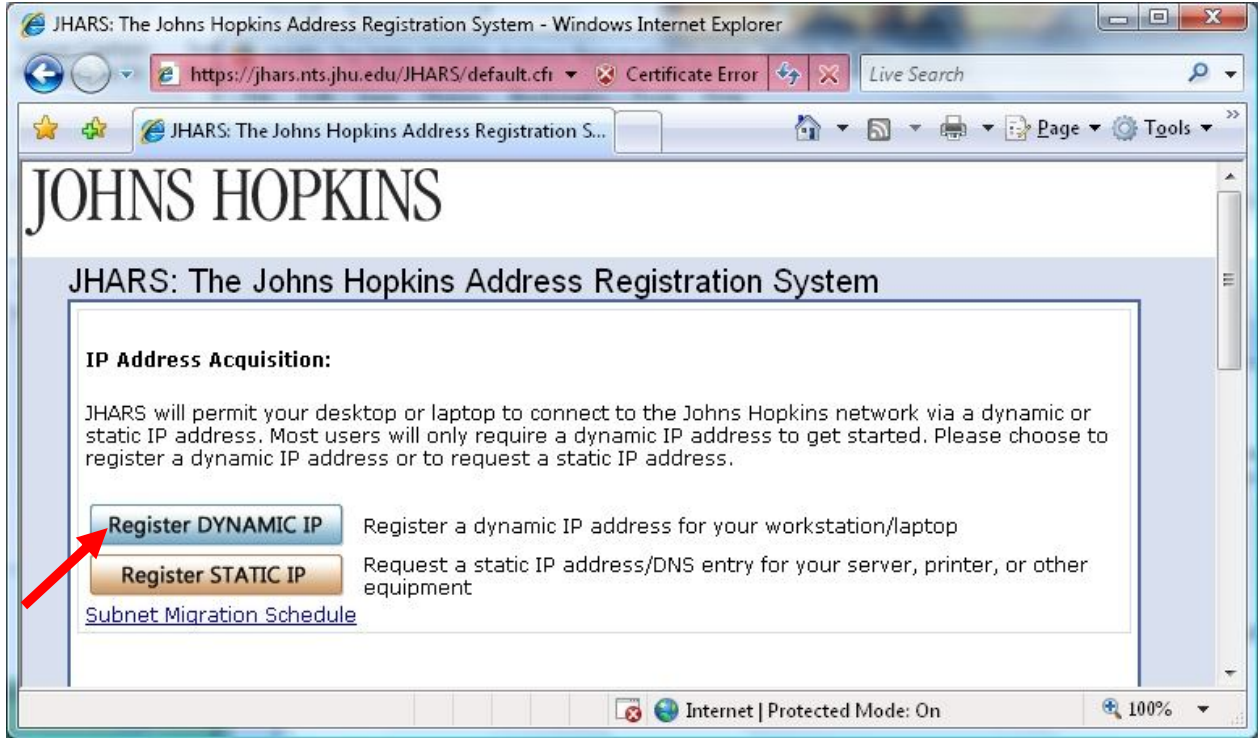 JHARS: The Johns Hopkins Address Registration System - Windows Internet Explorer
https://jhars.nts.jhu.edu/JHARS/default.cfr Certificate Error Live Search
JHARS: The Johns Hopkins Address Registration S... Page Tools »
JOHNS HOPKINS
JHARS: The Johns Hopkins Address Registration System
IP Address Acquisition:
JHARS will permit your desktop or laptop to connect to the Johns Hopkins network via a dynamic or
static IP address. Most users will only require a dynamic IP address to get started. Please choose to
register a dynamic IP address or to request a static IP address.
Register DYNAMIC IP Register a dynamic IP address for your workstation/laptop
Register STATIC IP Request a static IP address/DNS entry for your server, printer, or other
equipment
Subnet Migration Schedule
Internet | Protected Mode: On 100%